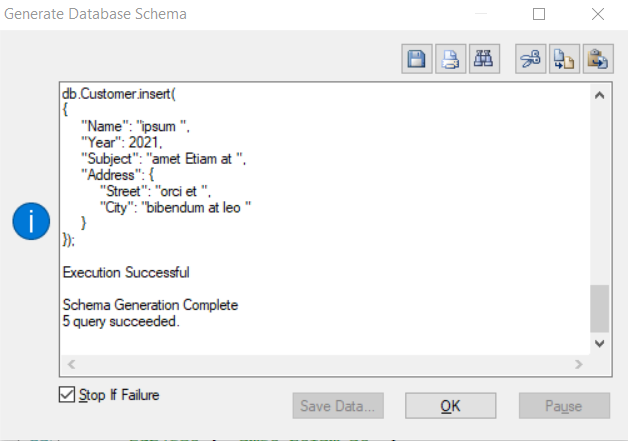 Generate Database Schema
db.Customer.insert(
{
"Name": "ipsum ",
"Year": 2021,
"Subject": "amet Etiam at ",
"Address": {
"Street": "orci et ",
"City": "bibendum at leo "
}
});
Execution Successful
Schema Generation Complete
5 query succeeded.
Stop If Failure
Save Data...
OK
Pause